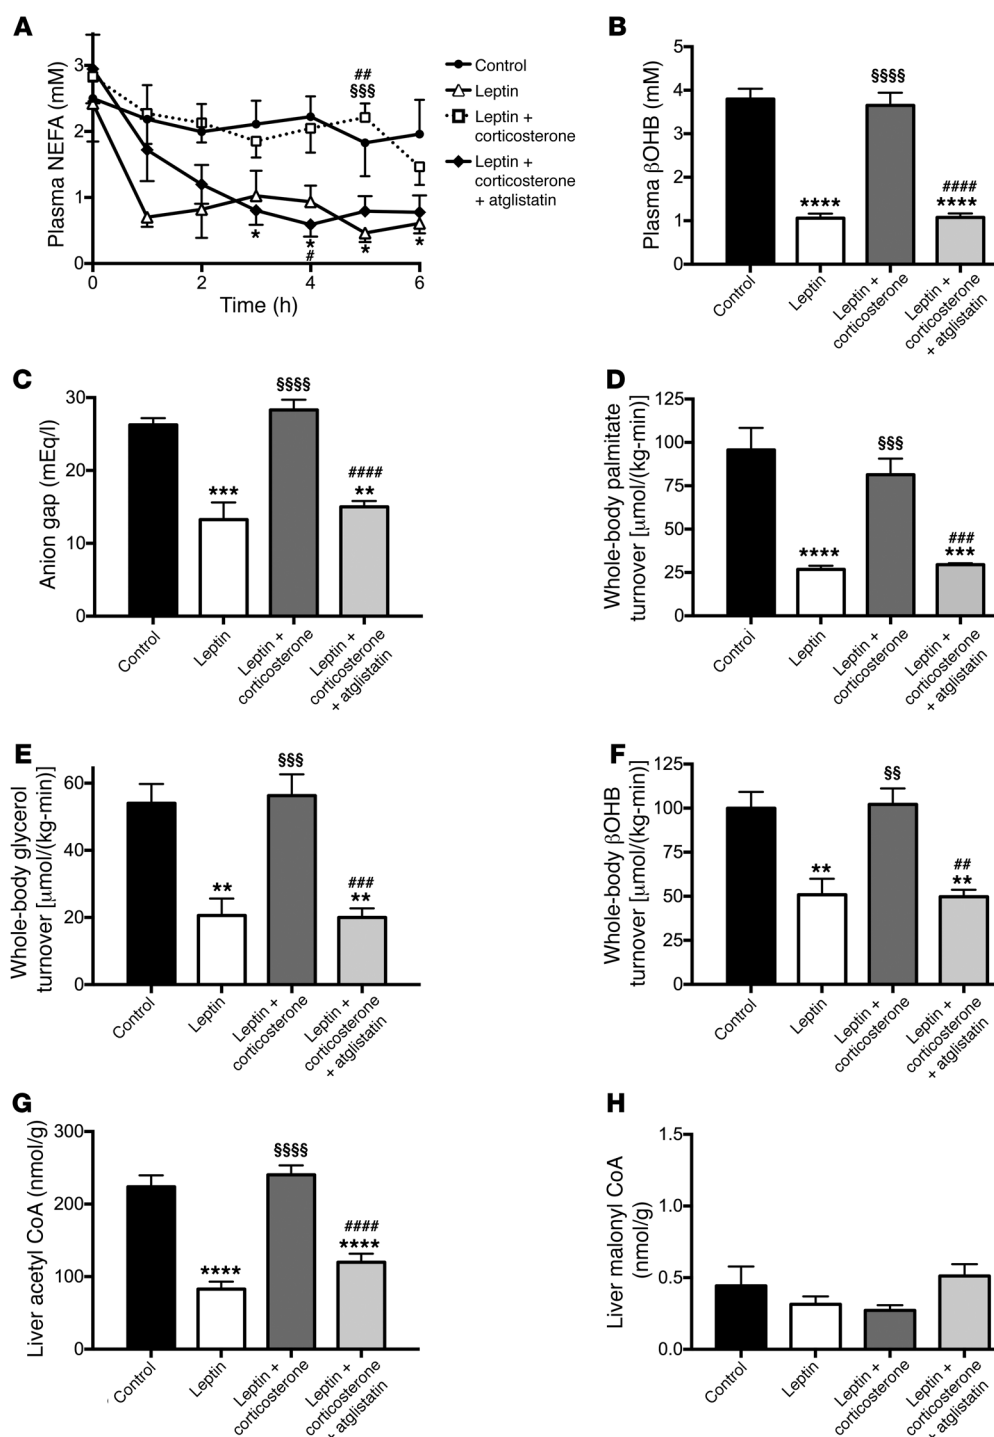 A
Plasma NEFA (mM)
3
2
1
0
0
2
4
6
Time (h)
##
§§§
*
*
#
*
*
Control
Leptin
Leptin +
corticosterone
Leptin +
corticosterone
+ atglistatin
B
Plasma βOHB (mM)
5
4
3
2
1
0
****
§§§§
####
****
Control
Leptin
Leptin +
corticosterone
Leptin +
corticosterone
+ atglistatin
C
Anion gap (mEq/l)
30
20
10
0
***
§§§§
####
**
Control
Leptin
Leptin +
corticosterone
Leptin +
corticosterone
+ atglistatin
D
Whole-body palmitate
turnover [μmol/(kg-min)]
125
100
75
50
25
0
****
§§§
###
***
Control
Leptin
Leptin +
corticosterone
Leptin +
corticosterone
+ atglistatin
E
Whole-body glycerol
turnover [μmol/(kg-min)]
60
40
20
0
**
§§§
###
**
Control
Leptin
Leptin +
corticosterone
Leptin +
corticosterone
+ atglistatin
F
Whole-body βOHB
turnover [μmol/(kg-min)]
125
100
75
50
25
0
**
§§
##
**
Control
Leptin
Leptin +
corticosterone
Leptin +
corticosterone
+ atglistatin
G
Liver acetyl CoA (nmol/g)
300
200
100
0
****
§§§§
####
****
Control
Leptin
Leptin +
corticosterone
Leptin +
corticosterone
+ atglistatin
H
Liver malonyl CoA
(nmol/g)
1.5
1.0
0.5
0.0
Control
Leptin
Leptin +
corticosterone
Leptin +
corticosterone
+ atglistatin